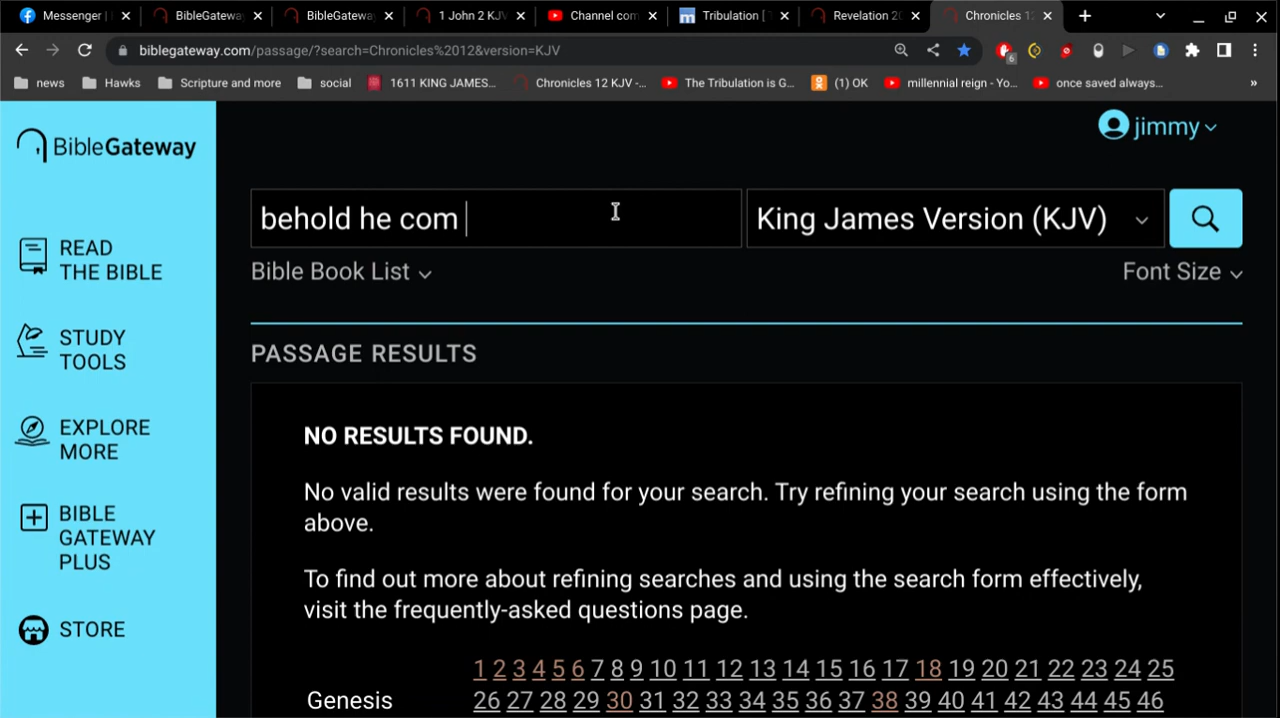 Messenger |
BibleGateway
BibleGateway
1 John 2 KJV
Channel com
Tribulation [ T
Revelation 20
Chronicles 12
biblegateway.com/passage/?search=Chronicles%2012&version=KJV
6
news
Hawks
Scripture and more
social
1611 KING JAMES...
Chronicles 12 KJV -...
The Tribulation is G...
(1) OK
millennial reign - Yo...
once saved always...
»
BibleGateway
jimmy
behold he com
King James Version (KJV)
Bible Book List
Font Size
READ
THE BIBLE
STUDY
TOOLS
EXPLORE
MORE
BIBLE
GATEWAY
PLUS
STORE
PASSAGE RESULTS
NO RESULTS FOUND.
No valid results were found for your search. Try refining your search using the form
above.
To find out more about refining searches and using the search form effectively,
visit the frequently-asked questions page.
Genesis
1 2 3 4 5 6 7 8 9 10 11 12 13 14 15 16 17 18 19 20 21 22 23 24 25
26 27 28 29 30 31 32 33 34 35 36 37 38 39 40 41 42 43 44 45 46